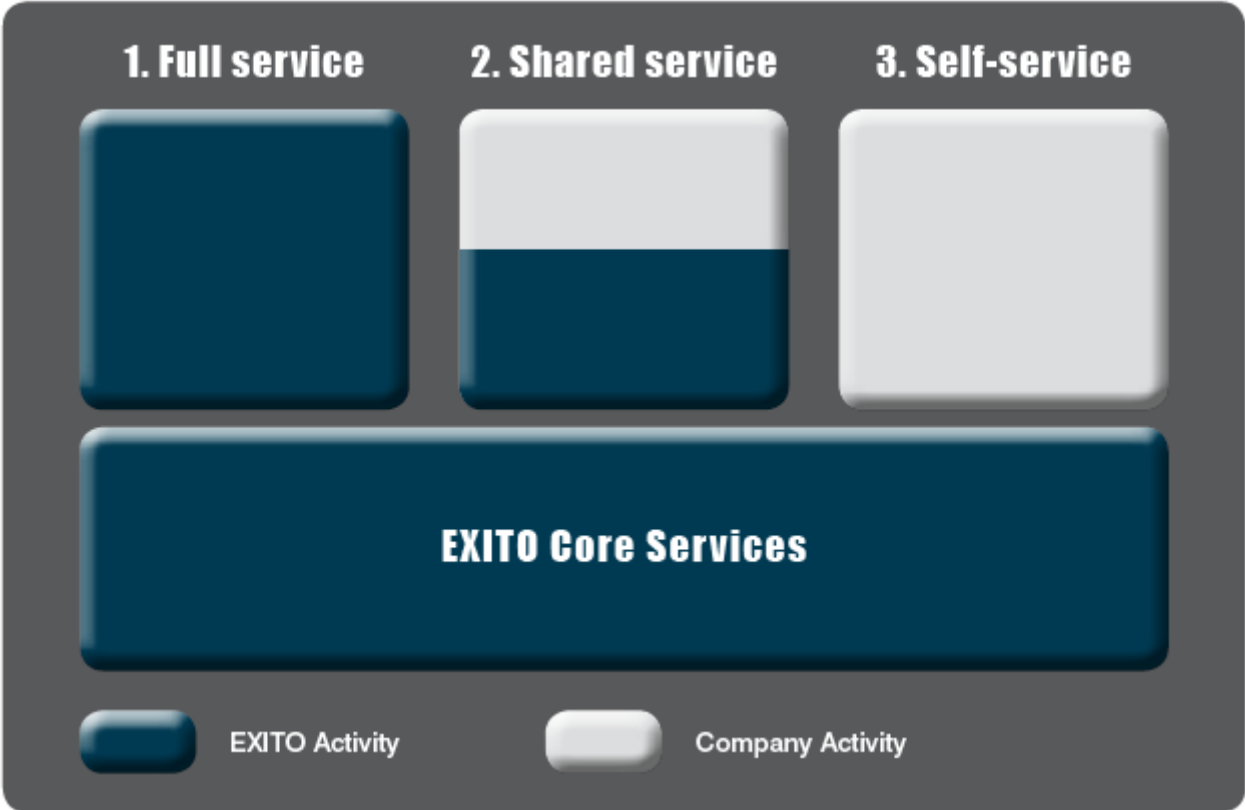 1. Full service
2. Shared service
3. Self-service
EXITO Core Services
EXITO Activity
Company Activity